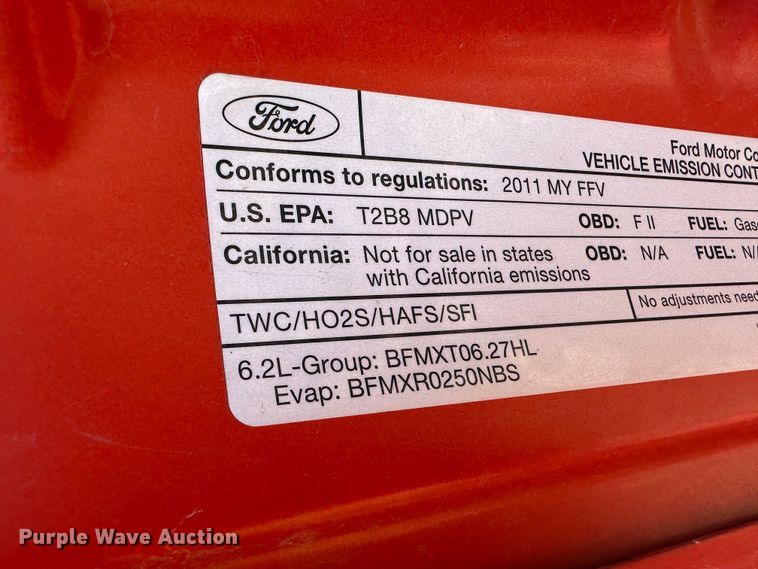 Ford
Ford Motor Co
VEHICLE EMISSION CONT
Conforms to regulations: 2011 MY FFV
U.S. EPA: T2B8 MDPV OBD: F II FUEL: Gas
California: Not for sale in states with California emissions OBD: N/A FUEL: N/
TWC/HO2S/HAFS/SFI No adjustments need
6.2L-Group: BFMXT06.27HL
Evap: BFMXR0250NBS
Purple Wave Auction